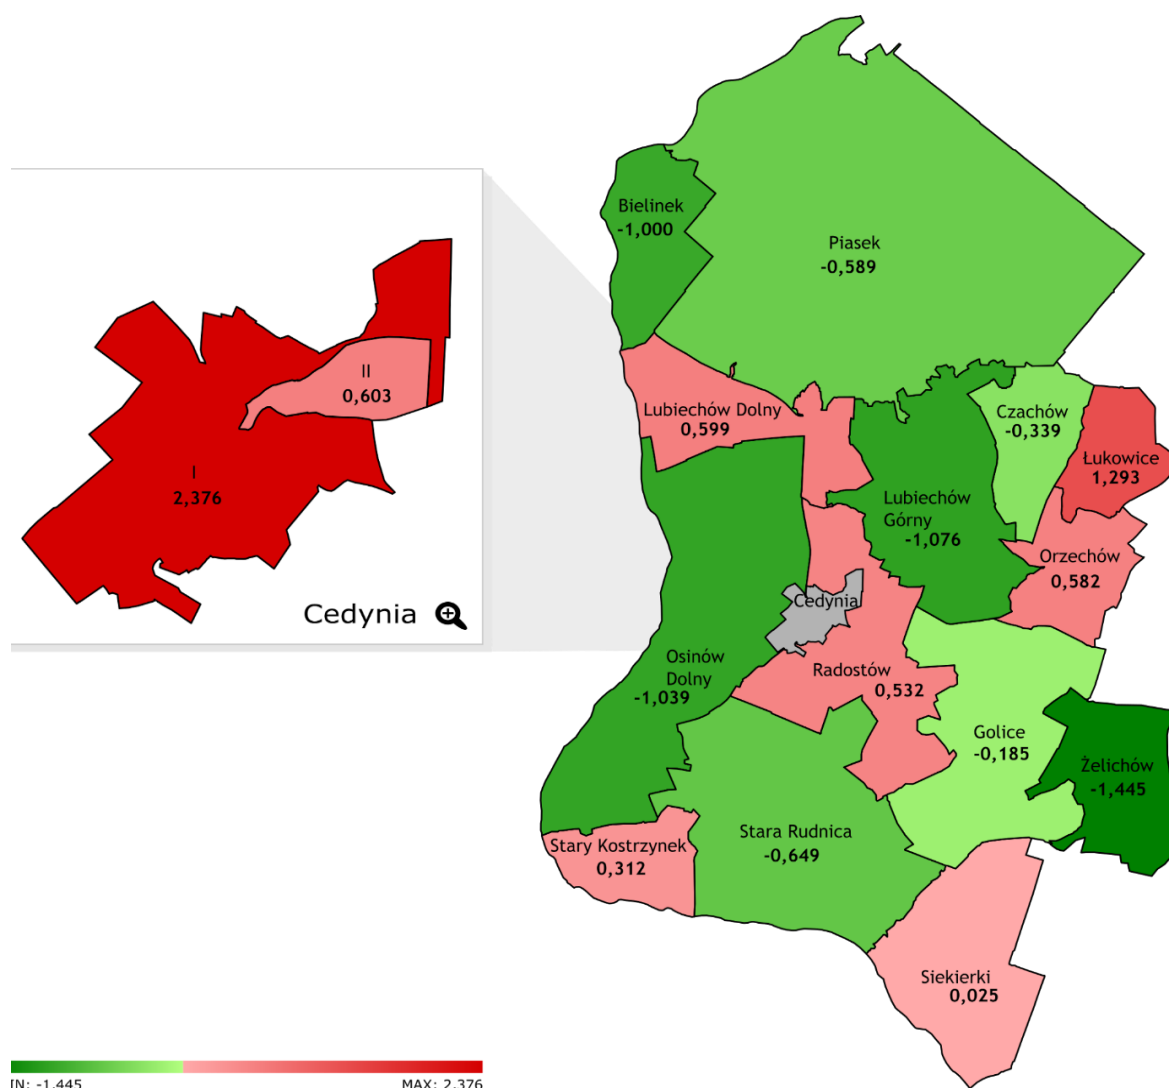 Bielinek
-1,000
Piasek
-0,589
II
0,603
Lubiechów Dolny
0,599
Czachów
-0,339
Łukowice
1,293
I
2,376
Lubiechów
Górny
-1,076
Orzechów
0,582
Cedynia
Cedynia
Osinów
Dolny
-1,039
Radostów
0,532
Golice
-0,185
Żelichów
-1,445
Stary Kostrzynek
0,312
Stara Rudnica
-0,649
Siekierki
0,025
IN: -1.445
MAX: 2.376